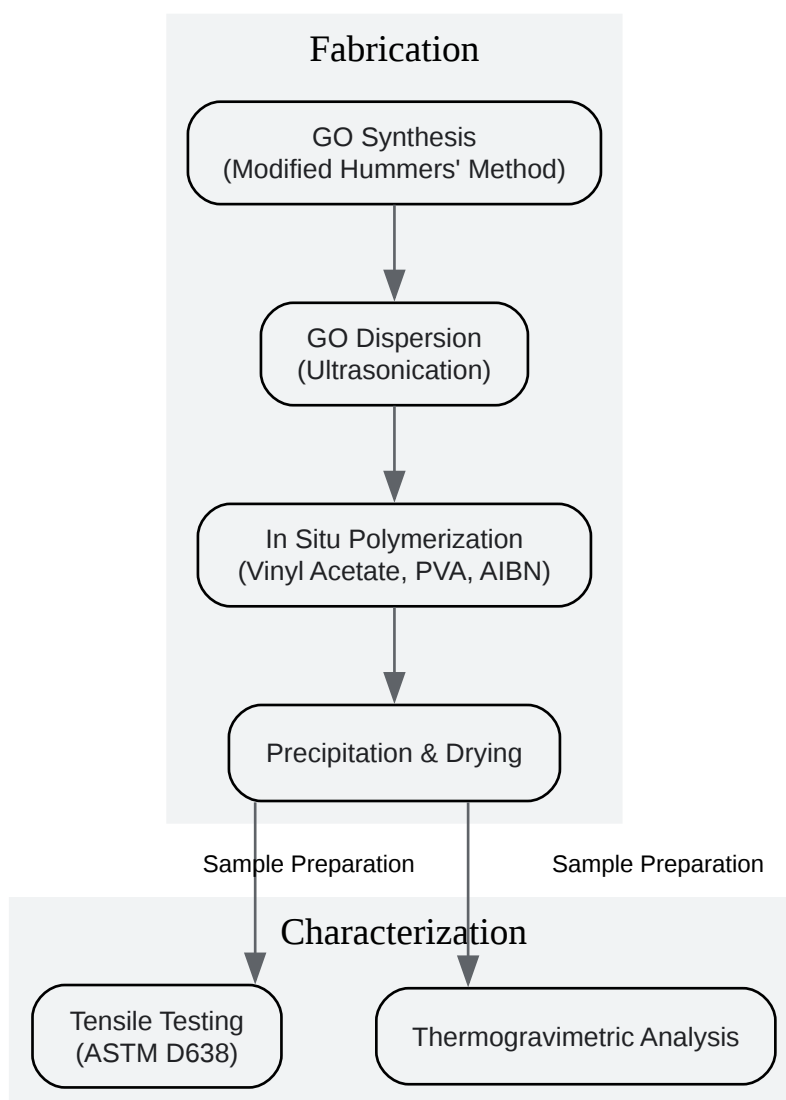 Fabrication
GO Synthesis
(Modified Hummers' Method)
GO Dispersion
(Ultrasonication)
In Situ Polymerization
(Vinyl Acetate, PVA, AIBN)
Precipitation & Drying
Sample Preparation
Sample Preparation
Characterization
Tensile Testing
(ASTM D638)
Thermogravimetric Analysis